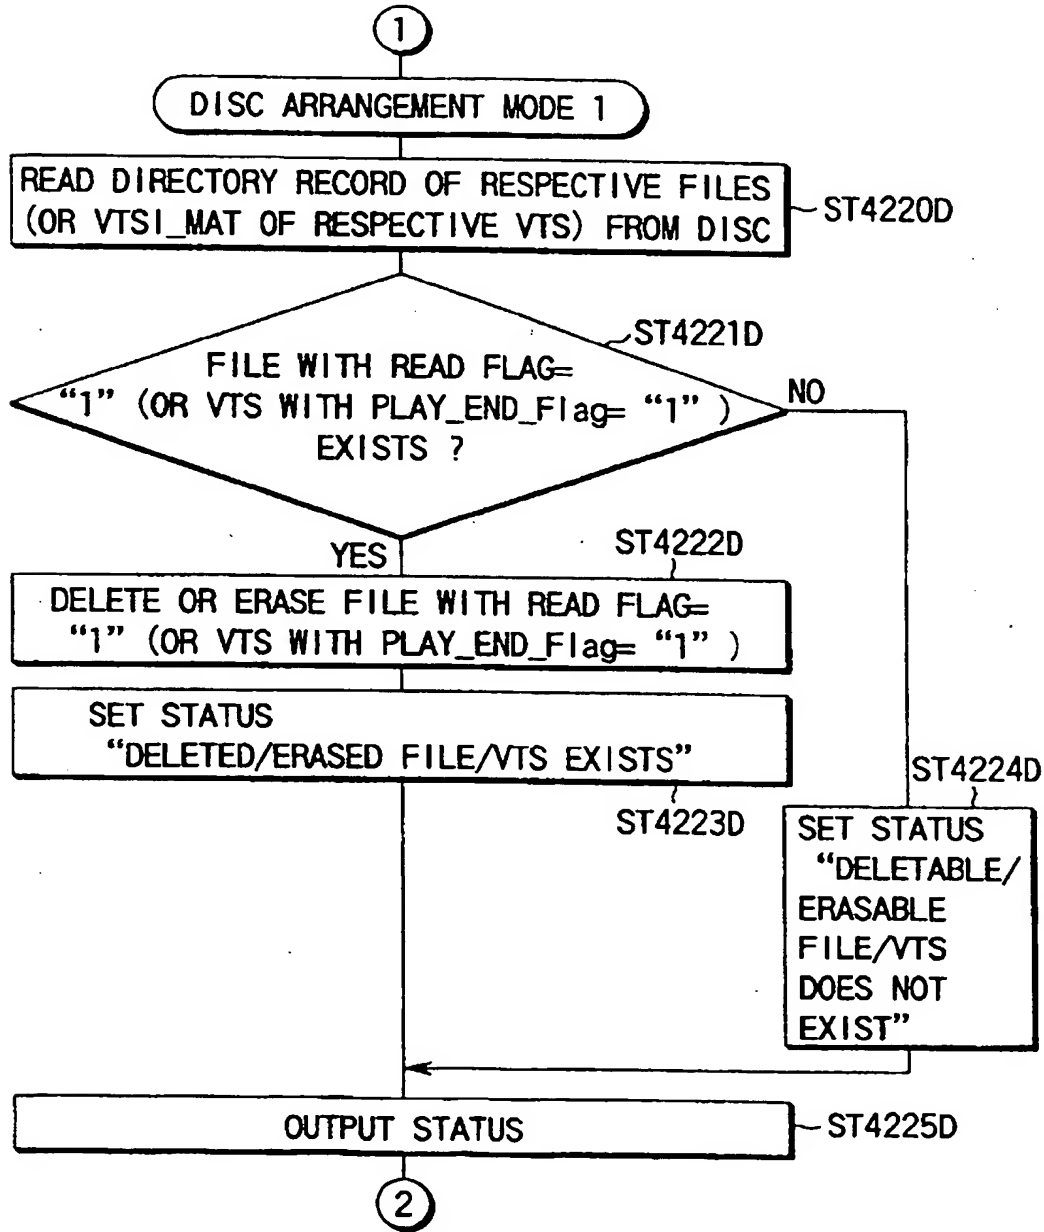 1
DISC ARRANGEMENT MODE 1
READ DIRECTORY RECORD OF RESPECTIVE FILES
(OR VTSI_MAT OF RESPECTIVE VTS) FROM DISC
ST4220D
ST4221D
FILE WITH READ FLAG=
“1” (OR VTS WITH PLAY_END_Flag= “1” )
EXISTS ?
NO
YES
ST4222D
DELETE OR ERASE FILE WITH READ FLAG=
“1” (OR VTS WITH PLAY_END_Flag= “1” )
SET STATUS
“DELETED/ERASED FILE/VTS EXISTS”
ST4223D
ST4224D
SET STATUS
“DELETABLE/
ERASABLE
FILE/VTS
DOES NOT
EXIST”
OUTPUT STATUS
ST4225D
2